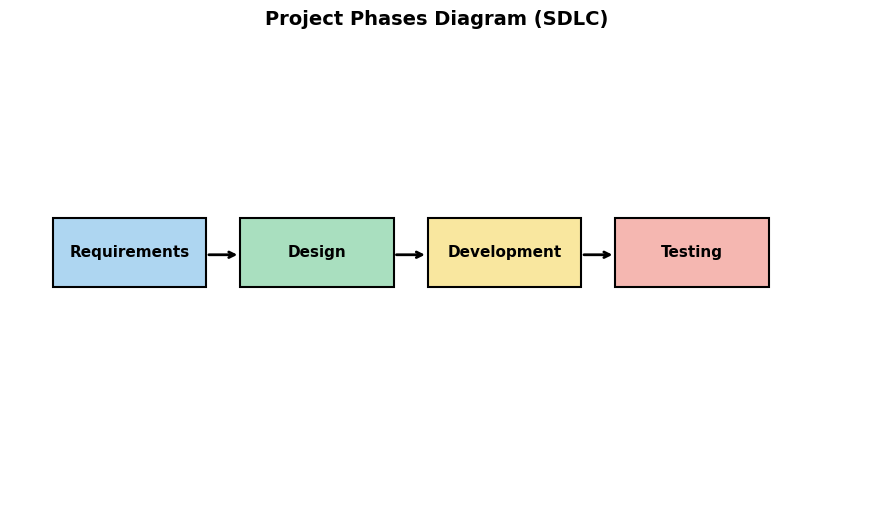 Project Phases Diagram (SDLC)
Requirements
Design
Development
Testing